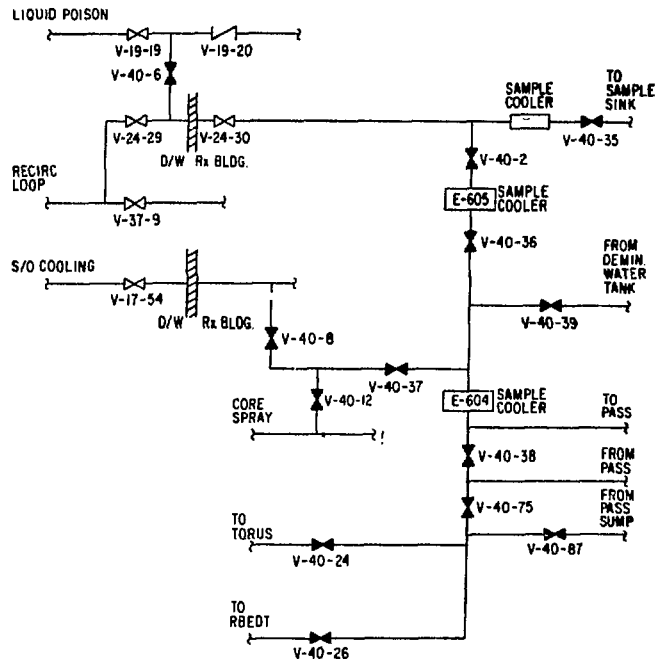 LIQUID POISON
V-19-19
V-19-20
V-40-6
V-24-29
V-24-30
D/W
Rx BLDG.
SAMPLE
COOLER
TO
SAMPLE
SINK
V-40-35
V-40-2
RECIRC
LOOP
V-37-9
E-605
SAMPLE
COOLER
V-40-36
S/O COOLING
V-17-54
D/W
Rx BLDG.
FROM
DEMIN.
WATER
TANK
V-40-39
V-40-8
V-40-37
V-40-12
CORE
SPRAY
E-604
SAMPLE
COOLER
TO
PASS
V-40-38
FROM
PASS
V-40-75
FROM
PASS
SUMP
V-40-87
TO
TORUS
V-40-24
TO
RBEDT
V-40-26